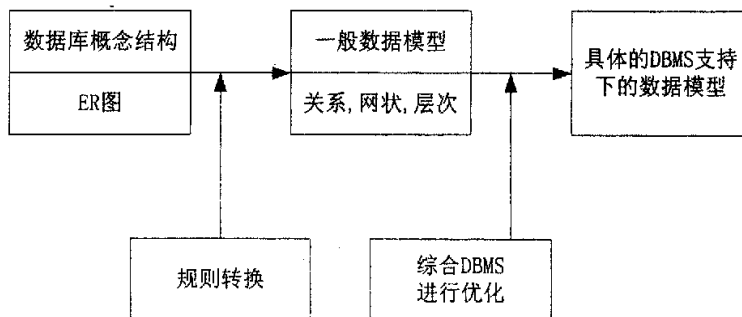 数据库概念结构
ER图
一般数据模型
关系,网状,层次
具体的DBMS支持
下的数据模型
规则转换
综合DBMS
进行优化